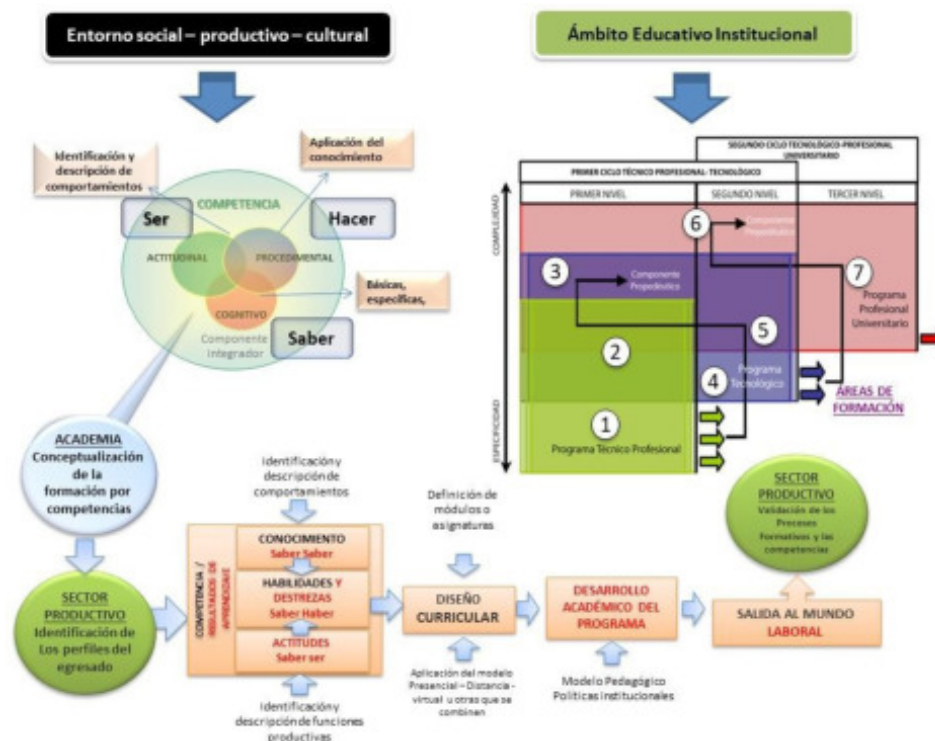 Entorno social – productivo – cultural
Ámbito Educativo Institucional
Identificación y
descripción de
comportamientos
Aplicación del
conocimiento
COMPETENCIA
Ser
Hacer
ACTITUDINAL
PROCEDIMENTAL
COGNITIVO
Básicas,
específicas,
Saber
Componente
integrador
SEGUNDO CICLO TECNOLÓGICO-PROFESIONAL
UNIVERSITARIO
PRIMER CICLO TÉCNICO PROFESIONAL- TECNOLÓGICO
PRIMER NIVEL
SEGUNDO NIVEL
TERCER NIVEL
COMPLEJIDAD
ESPECIFICIDAD
6
Componente
Propedéutico
3
Componente
Propedéutico
7
Programa
Profesional
Universitario
5
2
4
Programa
Tecnológico
1
Programa Técnico Profesional
ÁREAS DE
FORMACIÓN
ACADEMIA
Conceptualización
de la
formación por
competencias
SECTOR
PRODUCTIVO
Identificación de
Los perfiles del
egresado
Identificación y
descripción de
comportamientos
COMPETENCIA /
RESULTADOS DE
APRENDIZAJE
CONOCIMIENTO
Saber Saber
HABILIDADES Y
DESTREZAS
Saber Haber
ACTITUDES
Saber ser
Identificación y
descripción de funciones
productivas
Definición de
módulos o
asignaturas
DISEÑO
CURRICULAR
Aplicación del modelo
Presencial – Distancia -
virtual u otras que se
combinen
DESARROLLO
ACADÉMICO DEL
PROGRAMA
Modelo Pedagógico
Políticas institucionales
SECTOR
PRODUCTIVO
Validación de los
Procesos
Formativos y las
competencias
SALIDA AL MUNDO
LABORAL